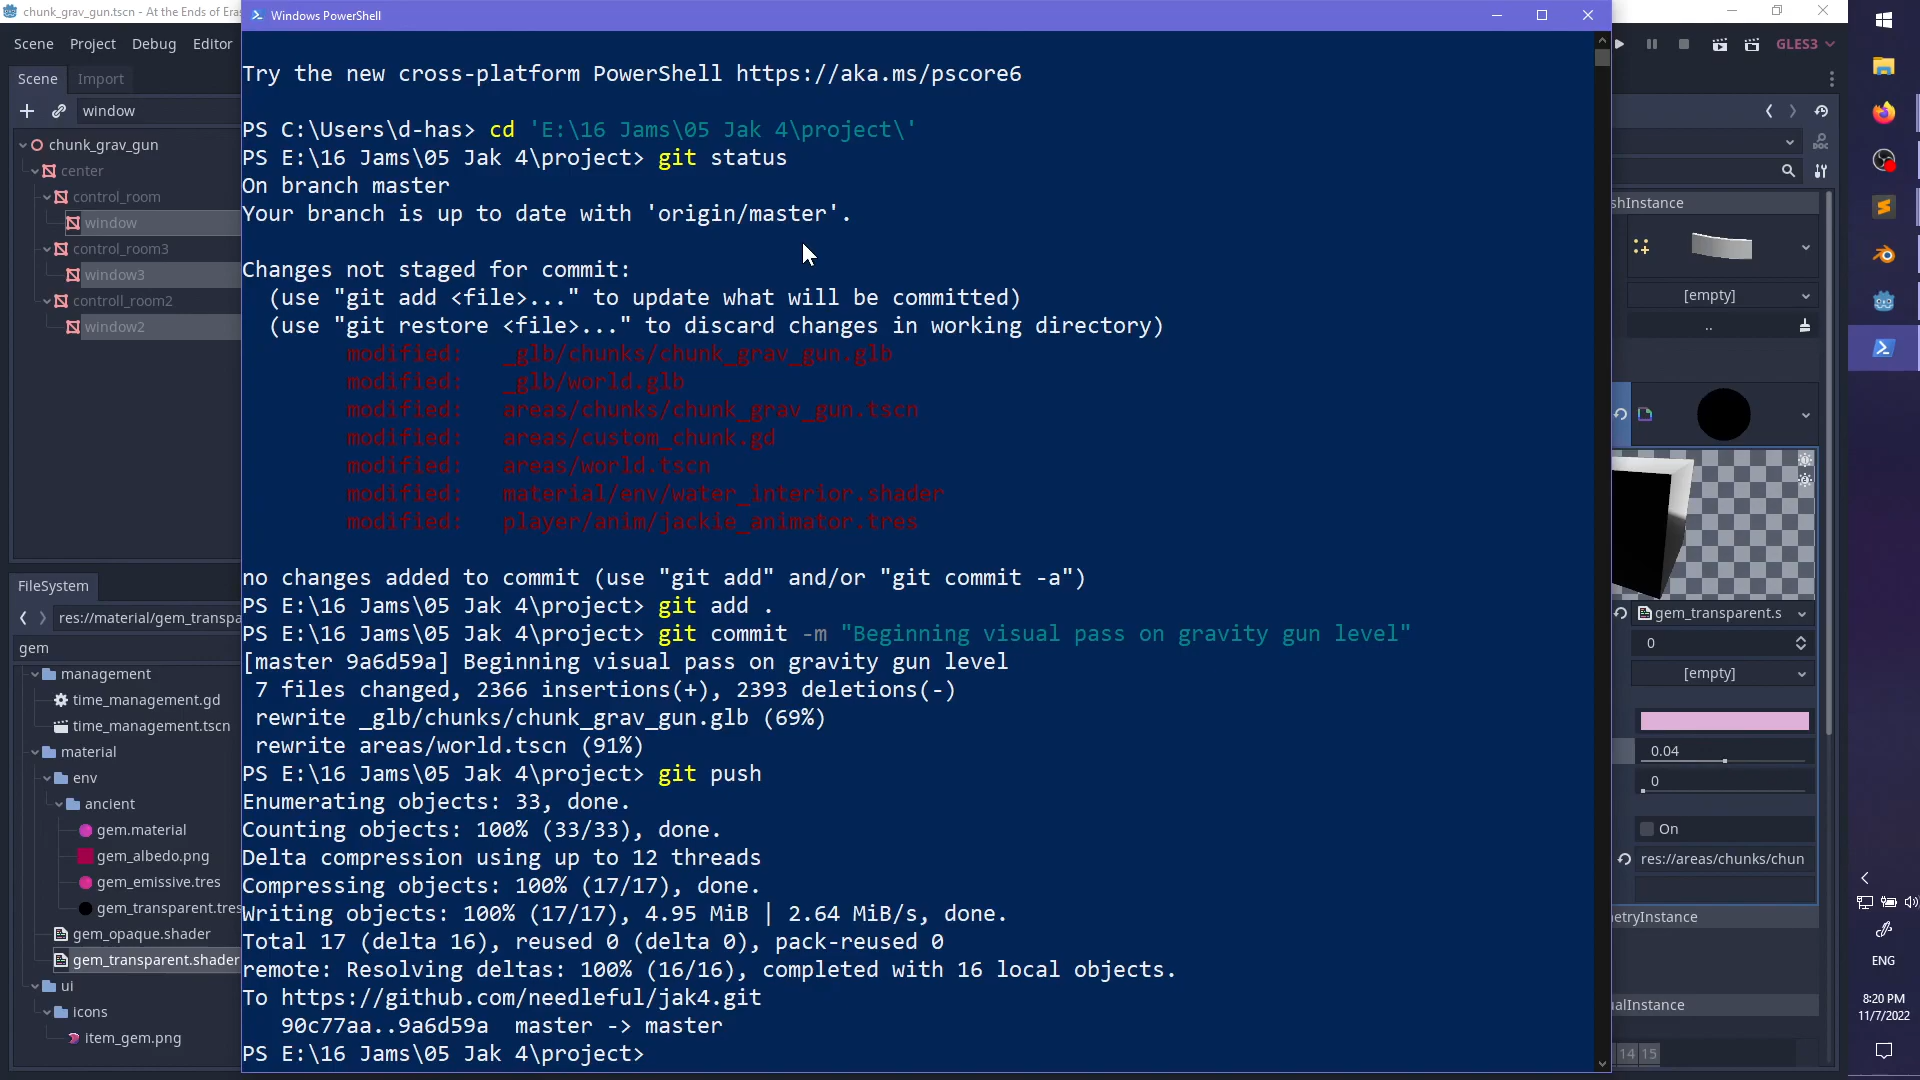 chunk_grav_gun.tscn - At the Ends of Eras
Windows PowerShell
Scene Project Debug Editor
GLES3
Scene Import
window
chunk_grav_gun
center
control_room
window
control_room3
window3
controll_room2
window2
FileSystem
res://material/gem_transpa
gem
management
time_management.gd
time_management.tscn
material
env
ancient
gem.material
gem_albedo.png
gem_emissive.tres
gem_transparent.tres
gem_opaque.shader
gem_transparent.shader
ui
icons
item_gem.png
Try the new cross-platform PowerShell https://aka.ms/pscore6
PS C:\Users\d-has> cd 'E:\16 Jams\05 Jak 4\project\'
PS E:\16 Jams\05 Jak 4\project> git status
On branch master
Your branch is up to date with 'origin/master'.
Changes not staged for commit:
(use "git add <file>..." to update what will be committed)
(use "git restore <file>..." to discard changes in working directory)
modified: _glb/chunks/chunk_grav_gun.glb
modified: _glb/world.glb
modified: areas/chunks/chunk_grav_gun.tscn
modified: areas/custom_chunk.gd
modified: areas/world.tscn
modified: material/env/water_interior.shader
modified: player/anim/jackie_animator.tres
no changes added to commit (use "git add" and/or "git commit -a")
PS E:\16 Jams\05 Jak 4\project> git add .
PS E:\16 Jams\05 Jak 4\project> git commit -m "Beginning visual pass on gravity gun level"
[master 9a6d59a] Beginning visual pass on gravity gun level
7 files changed, 2366 insertions(+), 2393 deletions(-)
rewrite _glb/chunks/chunk_grav_gun.glb (69%)
rewrite areas/world.tscn (91%)
PS E:\16 Jams\05 Jak 4\project> git push
Enumerating objects: 33, done.
Counting objects: 100% (33/33), done.
Delta compression using up to 12 threads
Compressing objects: 100% (17/17), done.
Writing objects: 100% (17/17), 4.95 MiB | 2.64 MiB/s, done.
Total 17 (delta 16), reused 0 (delta 0), pack-reused 0
remote: Resolving deltas: 100% (16/16), completed with 16 local objects.
To https://github.com/needleful/jak4.git
90c77aa..9a6d59a master -> master
PS E:\16 Jams\05 Jak 4\project>
DOC
shInstance
[empty]
..
gem_transparent.s
0
[empty]
0.04
0
On
res://areas/chunks/chun
etryInstance
ialInstance
14 15
ENG
8:20 PM
11/7/2022